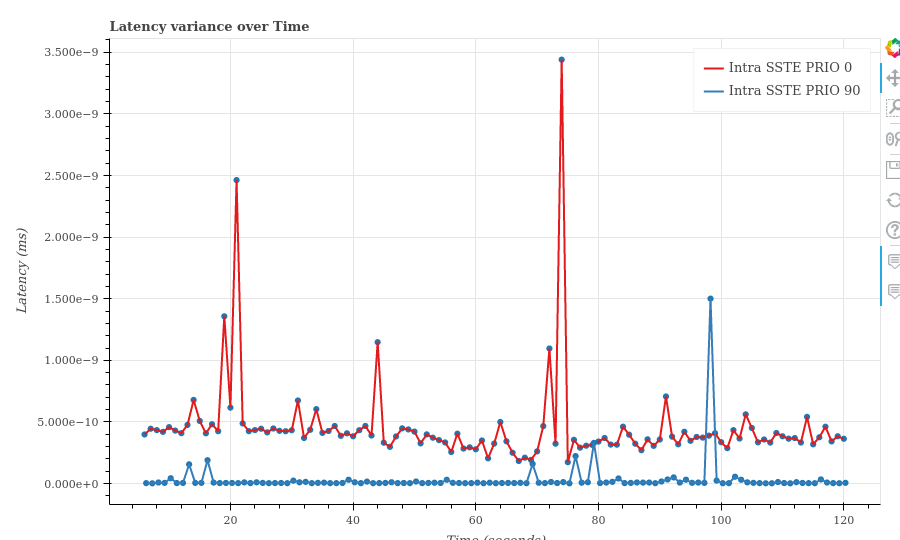 Latency variance over Time
Intra SSTE PRIO 0
Intra SSTE PRIO 90
Latency (ms)
3.500e−9
3.000e−9
2.500e−9
2.000e−9
1.500e−9
1.000e−9
5.000e−10
0.000e+0
20 40 60 80 100 120
Time (seconds)